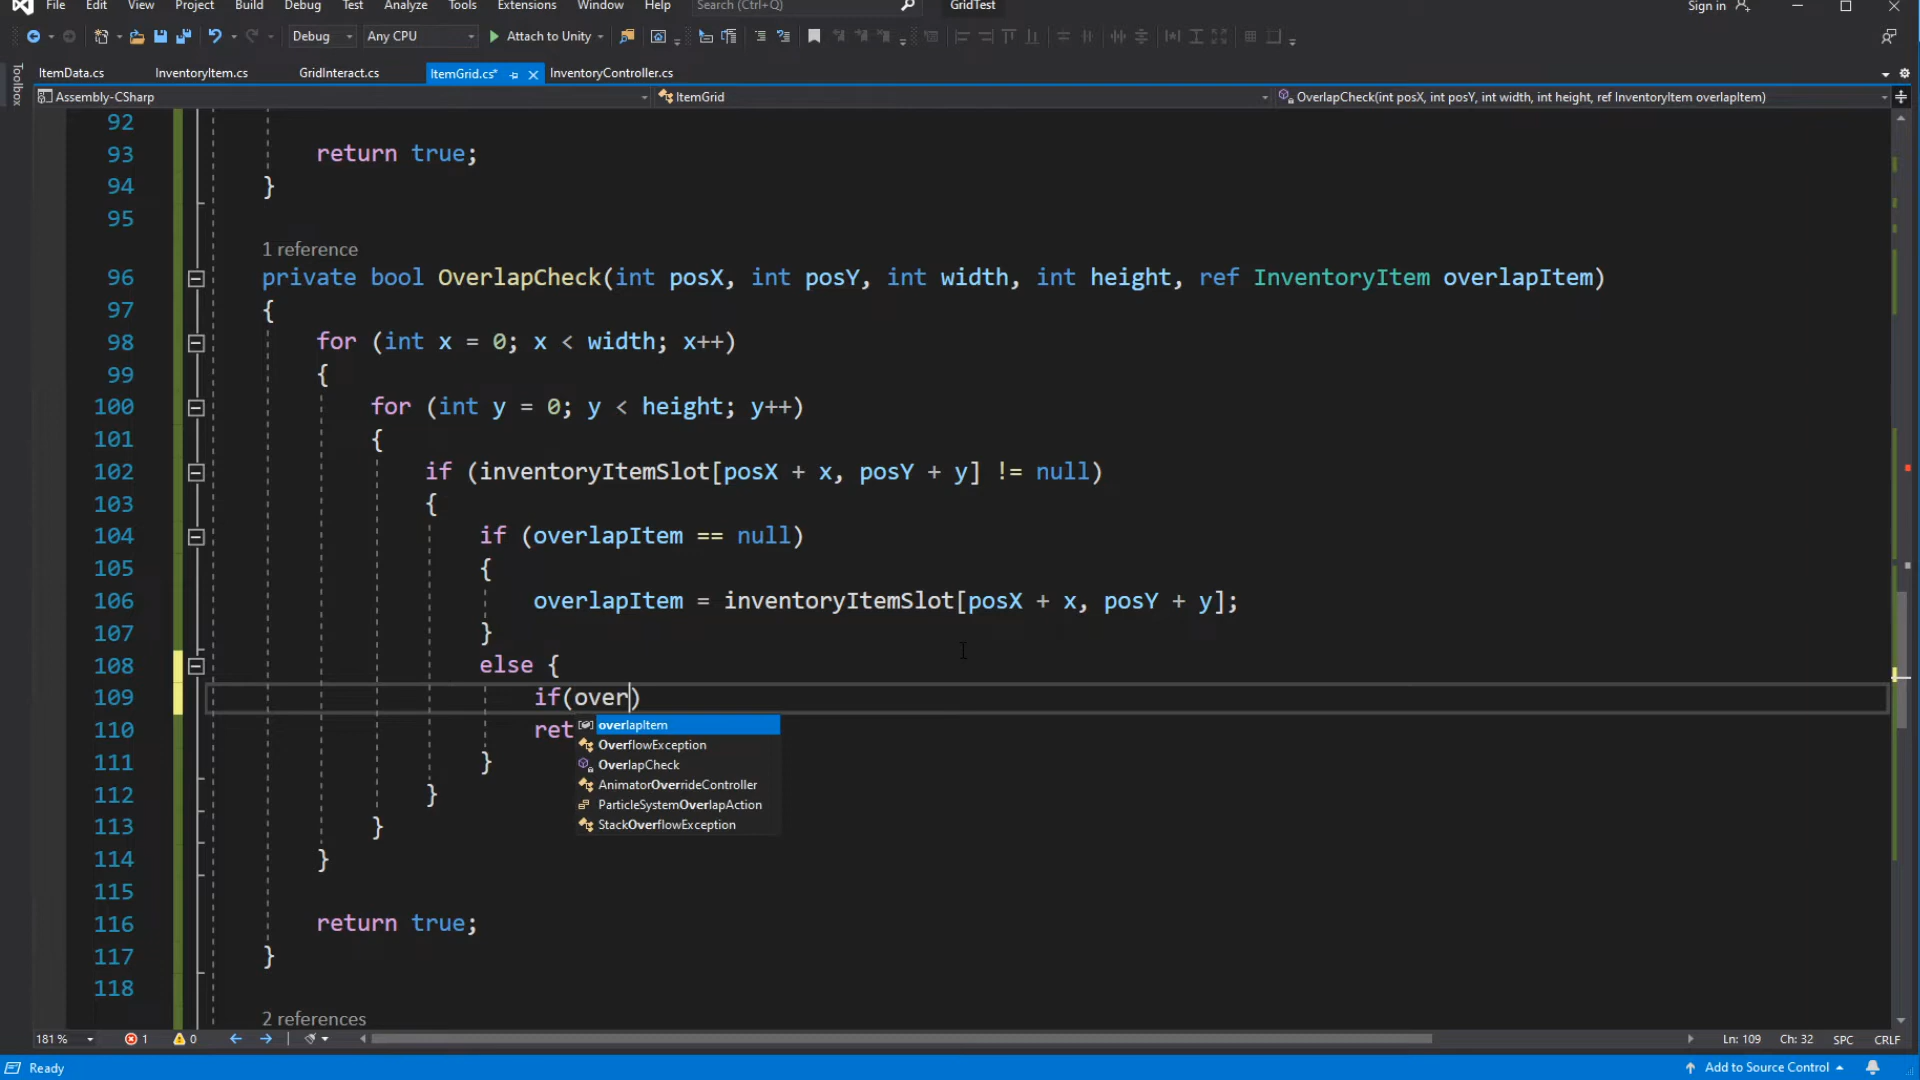 File Edit View Project Build Debug Test Analyze Tools Extensions Window Help Search (Ctrl+Q) GridTest Sign in
Debug Any CPU Attach to Unity
Toolbox
ItemData.cs InventoryItem.cs GridInteract.cs ItemGrid.cs* InventoryController.cs
Assembly-CSharp ItemGrid OverlapCheck(int posX, int posY, int width, int height, ref InventoryItem overlapItem)
92
93 return true;
94 }
95
1 reference
96 private bool OverlapCheck(int posX, int posY, int width, int height, ref InventoryItem overlapItem)
97 {
98 for (int x = 0; x < width; x++)
99 {
100 for (int y = 0; y < height; y++)
101 {
102 if (inventoryItemSlot[posX + x, posY + y] != null)
103 {
104 if (overlapItem == null)
105 {
106 overlapItem = inventoryItemSlot[posX + x, posY + y];
107 }
108 else {
109 if(over)
110 ret
overlapItem
OverflowException
OverlapCheck
AnimatorOverrideController
ParticleSystemOverlapAction
StackOverflowException
111 }
112 }
113 }
114 }
115
116 return true;
117 }
118
2 references
181 % 1 0 Ln: 109 Ch: 32 SPC CRLF
Ready Add to Source Control